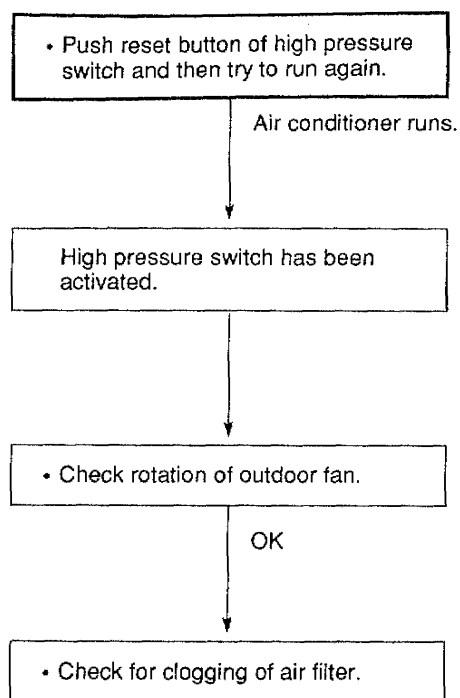 • Push reset button of high pressure
switch and then try to run again.
Air conditioner runs.
High pressure switch has been
activated.
• Check rotation of outdoor fan.
OK
• Check for clogging of air filter.